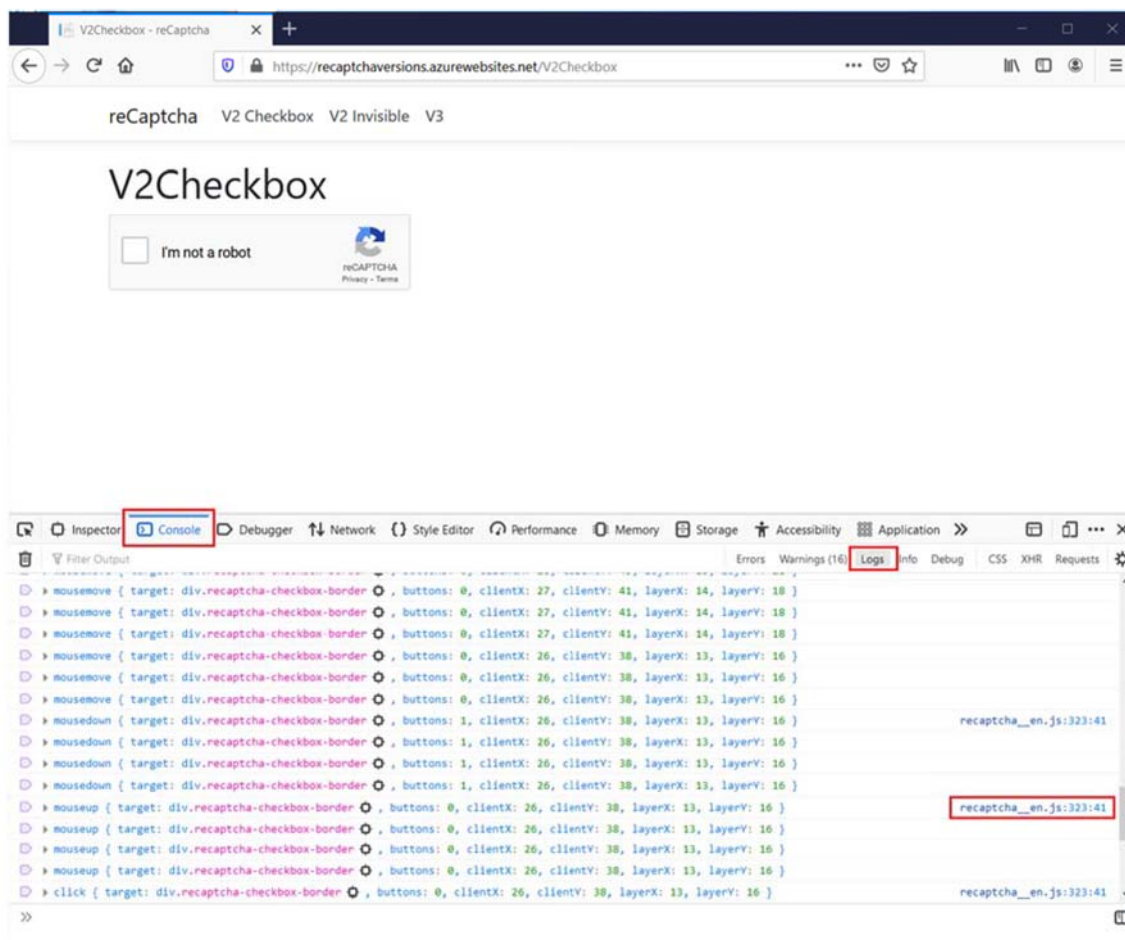 V2Checkbox - reCaptcha
https://recaptchaversions.azurewebsites.net/V2Checkbox
reCaptcha V2 Checkbox V2 Invisible V3
V2Checkbox
I'm not a robot
reCAPTCHA
Privacy - Terms
Inspector Console Debugger Network Style Editor Performance Memory Storage Accessibility Application
Filter Output Errors Warnings (16) Logs Info Debug CSS XHR Requests
mousemove { target: div.recaptcha-checkbox-border , buttons: 0, clientX: 27, clientY: 41, layerX: 14, layerY: 18 }
mousemove { target: div.recaptcha-checkbox-border , buttons: 0, clientX: 27, clientY: 41, layerX: 14, layerY: 18 }
mousemove { target: div.recaptcha-checkbox-border , buttons: 0, clientX: 27, clientY: 41, layerX: 14, layerY: 18 }
mousemove { target: div.recaptcha-checkbox-border , buttons: 0, clientX: 26, clientY: 38, layerX: 13, layerY: 16 }
mousemove { target: div.recaptcha-checkbox-border , buttons: 0, clientX: 26, clientY: 38, layerX: 13, layerY: 16 }
mousemove { target: div.recaptcha-checkbox-border , buttons: 0, clientX: 26, clientY: 38, layerX: 13, layerY: 16 }
mousedown { target: div.recaptcha-checkbox-border , buttons: 1, clientX: 26, clientY: 38, layerX: 13, layerY: 16 } recaptcha__en.js:323:41
mousedown { target: div.recaptcha-checkbox-border , buttons: 1, clientX: 26, clientY: 38, layerX: 13, layerY: 16 }
mousedown { target: div.recaptcha-checkbox-border , buttons: 1, clientX: 26, clientY: 38, layerX: 13, layerY: 16 }
mousedown { target: div.recaptcha-checkbox-border , buttons: 1, clientX: 26, clientY: 38, layerX: 13, layerY: 16 }
mouseup { target: div.recaptcha-checkbox-border , buttons: 0, clientX: 26, clientY: 38, layerX: 13, layerY: 16 } recaptcha__en.js:323:41
mouseup { target: div.recaptcha-checkbox-border , buttons: 0, clientX: 26, clientY: 38, layerX: 13, layerY: 16 }
mouseup { target: div.recaptcha-checkbox-border , buttons: 0, clientX: 26, clientY: 38, layerX: 13, layerY: 16 }
mouseup { target: div.recaptcha-checkbox-border , buttons: 0, clientX: 26, clientY: 38, layerX: 13, layerY: 16 }
click { target: div.recaptcha-checkbox-border , buttons: 0, clientX: 26, clientY: 38, layerX: 13, layerY: 16 } recaptcha__en.js:323:41